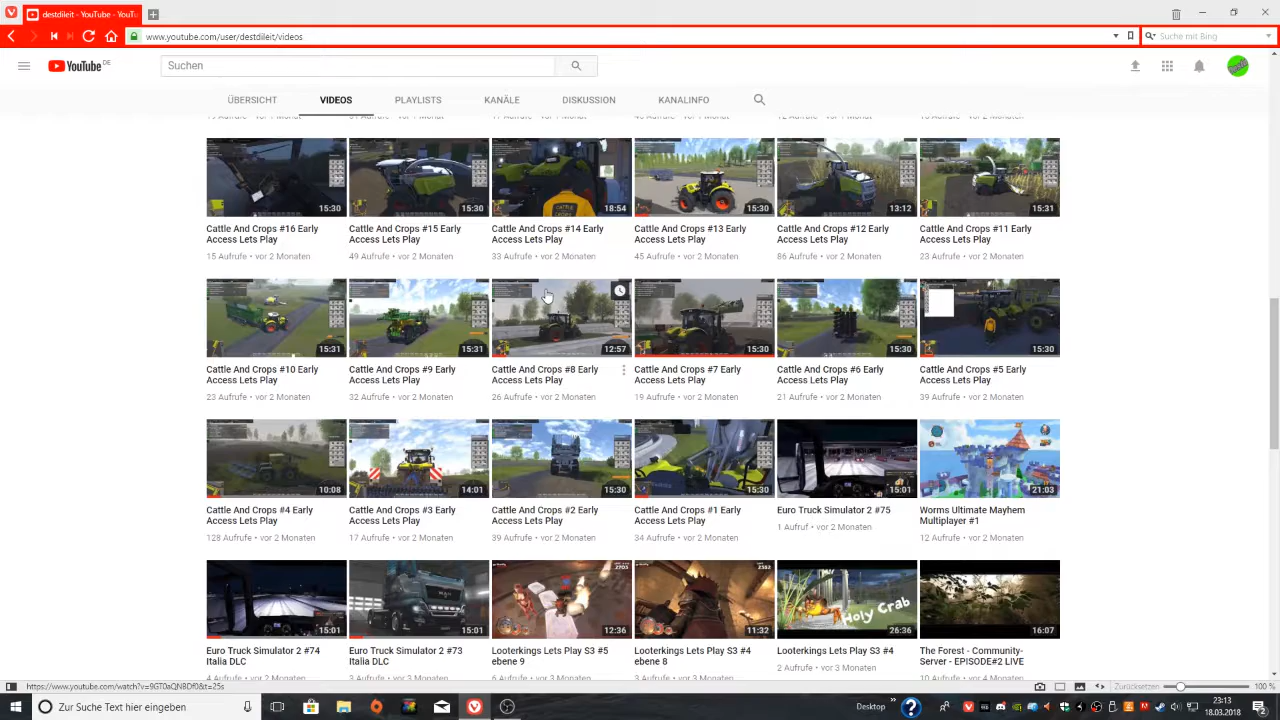 destdileit - YouTube - YouTu
www.youtube.com/user/destdileit/videos
Suche mit Bing
YouTube DE
Suchen
ÜBERSICHT
VIDEOS
PLAYLISTS
KANÄLE
DISKUSSION
KANALINFO
15:30
15:30
18:54
15:30
13:12
15:31
Cattle And Crops #16 Early
Access Lets Play
15 Aufrufe • vor 2 Monaten
Cattle And Crops #15 Early
Access Lets Play
49 Aufrufe • vor 2 Monaten
Cattle And Crops #14 Early
Access Lets Play
33 Aufrufe • vor 2 Monaten
Cattle And Crops #13 Early
Access Lets Play
45 Aufrufe • vor 2 Monaten
Cattle And Crops #12 Early
Access Lets Play
86 Aufrufe • vor 2 Monaten
Cattle And Crops #11 Early
Access Lets Play
23 Aufrufe • vor 2 Monaten
15:31
15:31
12:57
15:30
15:30
15:30
Cattle And Crops #10 Early
Access Lets Play
23 Aufrufe • vor 2 Monaten
Cattle And Crops #9 Early
Access Lets Play
32 Aufrufe • vor 2 Monaten
Cattle And Crops #8 Early
Access Lets Play
26 Aufrufe • vor 2 Monaten
Cattle And Crops #7 Early
Access Lets Play
19 Aufrufe • vor 2 Monaten
Cattle And Crops #6 Early
Access Lets Play
21 Aufrufe • vor 2 Monaten
Cattle And Crops #5 Early
Access Lets Play
39 Aufrufe • vor 2 Monaten
10:08
14:01
15:30
15:30
15:01
21:03
Cattle And Crops #4 Early
Access Lets Play
128 Aufrufe • vor 2 Monaten
Cattle And Crops #3 Early
Access Lets Play
17 Aufrufe • vor 2 Monaten
Cattle And Crops #2 Early
Access Lets Play
39 Aufrufe • vor 2 Monaten
Cattle And Crops #1 Early
Access Lets Play
34 Aufrufe • vor 2 Monaten
Euro Truck Simulator 2 #75
1 Aufruf • vor 2 Monaten
Worms Ultimate Mayhem
Multiplayer #1
12 Aufrufe • vor 2 Monaten
15:01
15:01
12:36
11:32
Holy Crab
26:36
16:07
Euro Truck Simulator 2 #74
Italia DLC
4 Aufrufe • vor 2 Monaten
Euro Truck Simulator 2 #73
Italia DLC
Looterkings Lets Play S3 #5
ebene 9
Looterkings Lets Play S3 #4
ebene 8
Looterkings Lets Play S3 #4
2 Aufrufe • vor 3 Monaten
The Forest - Community-
Server - EPISODE#2 LIVE
https://www.youtube.com/watch?v=9GT0aQNBDf0&t=25s
Zurücksetzen
100 %
Zur Suche Text hier eingeben
Desktop
23:13
18.03.2018